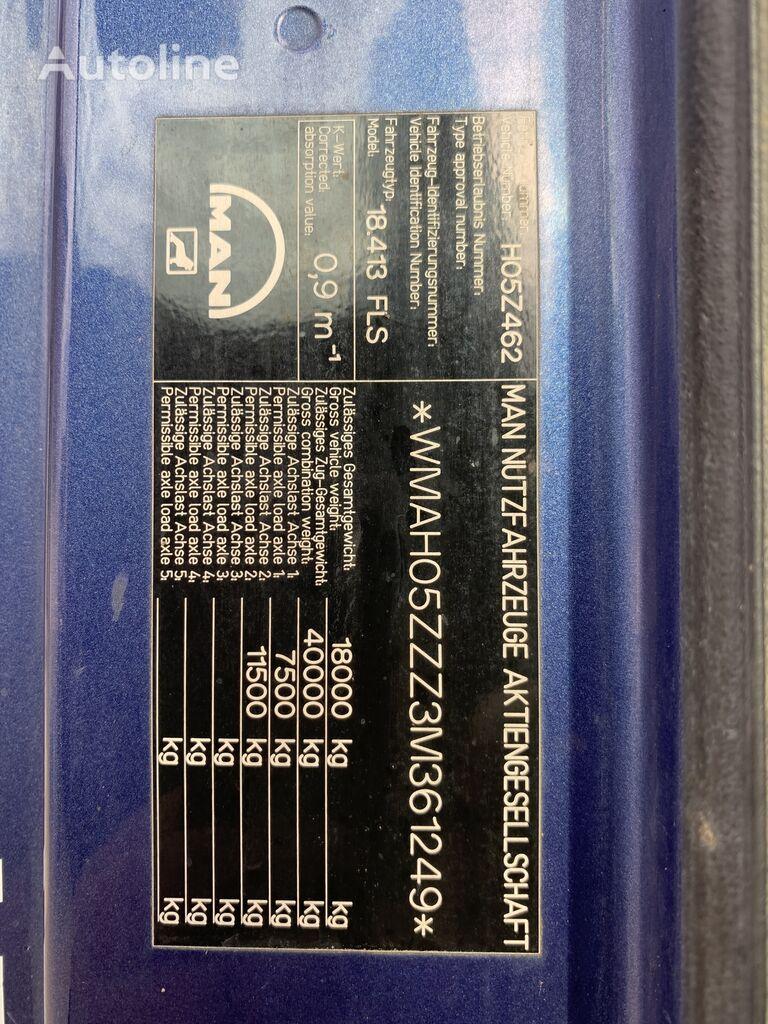 Autoline
MAN NUTZFAHRZEUGE AKTIENGESELLSCHAFT
Vehicle Number: H05Z462
Betriebserlaubnis Nummer:
Type approval number:
Fahrzeug-Identifizierungsnummer:
Vehicle Identification Number:
*WMAH05ZZZ3M361249*
Fahrzeugtyp:
Model: 18.413 FLS
K-Wert:
Corrected absorption value: 0,9 m⁻¹
MAN
Zulässiges Gesamtgewicht:
Gross vehicle weight 18000 kg kg
Zulässiges Zug-Gesamtgewicht:
Gross combination weight: 40000 kg kg
Zulässige Achslast Achse 1:
Permissible axle load axle 1: 7500 kg kg
Zulässige Achslast Achse 2:
Permissible axle load axle 2: 11500 kg kg
Zulässige Achslast Achse 3:
Permissible axle load axle 3: kg kg
Zulässige Achslast Achse 4:
Permissible axle load axle 4: kg kg
Zulässige Achslast Achse 5:
Permissible axle load axle 5: kg kg